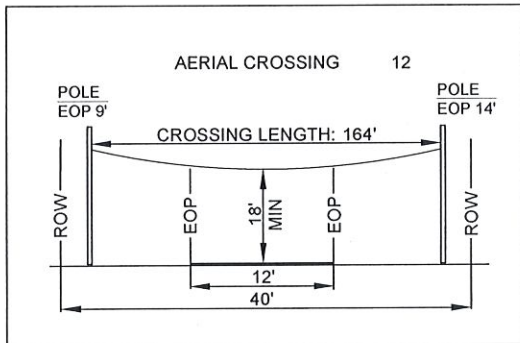 AERIAL CROSSING 12
POLE
EOP 9'
POLE
EOP 14'
CROSSING LENGTH: 164'
ROW
EOP
18'
MIN
EOP
ROW
12'
40'